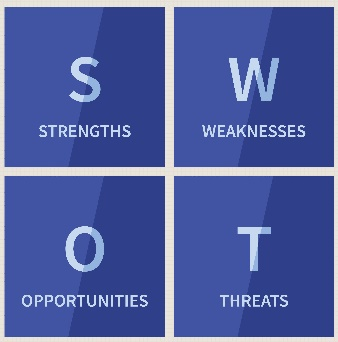 S
STRENGTHS
W
WEAKNESSES
O
OPPORTUNITIES
T
THREATS